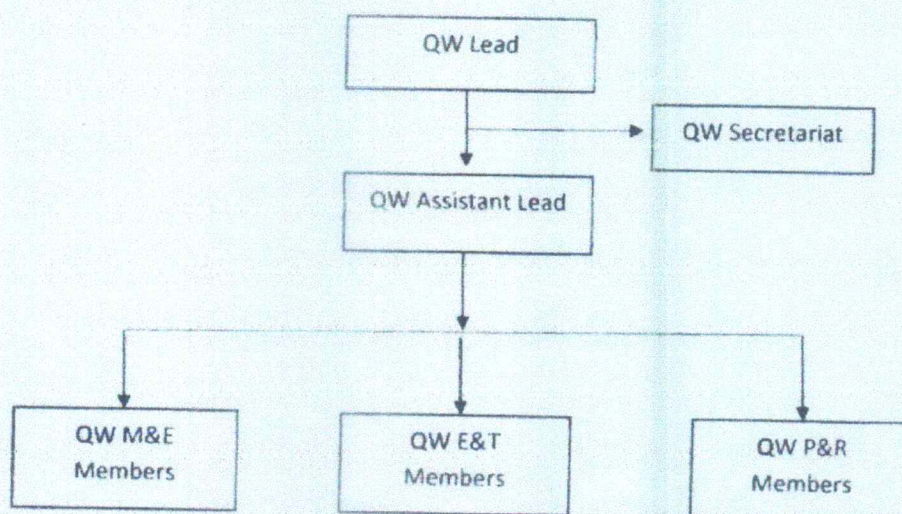 QW Lead
QW Secretariat
QW Assistant Lead
QW M&E
Members
QW E&T
Members
QW P&R
Members